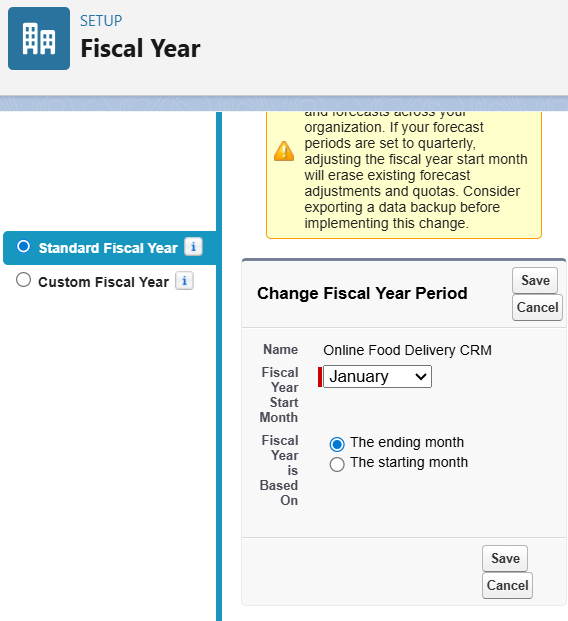 SETUP
Fiscal Year
and forecasts across your
organization. If your forecast
periods are set to quarterly,
adjusting the fiscal year start month
will erase existing forecast
adjustments and quotas. Consider
exporting a data backup before
implementing this change.
Standard Fiscal Year i
Custom Fiscal Year i
Change Fiscal Year Period
Save
Cancel
Name Online Food Delivery CRM
Fiscal
Year
Start
Month
January
Fiscal
Year
is
Based
On
The ending month
The starting month
Save
Cancel